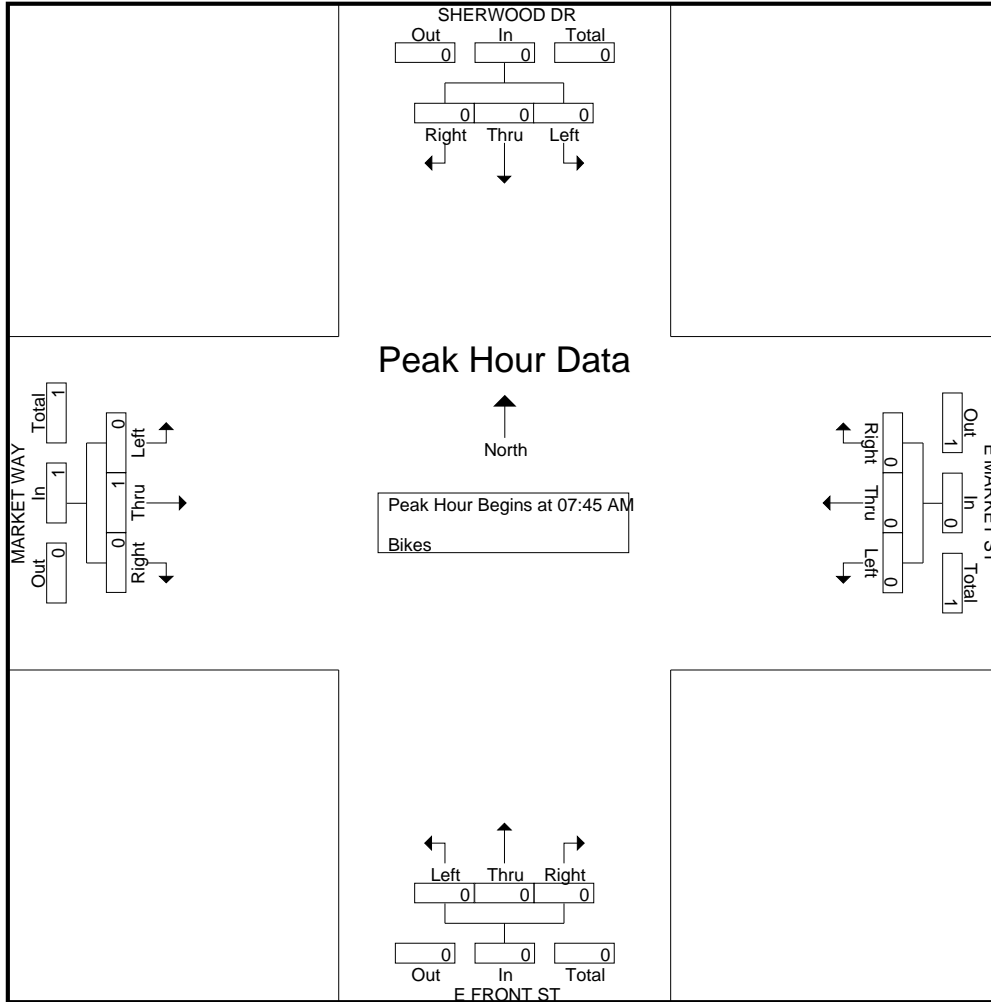 SHERWOOD DR
Out In Total
0 0 0
0 0 0
Right Thru Left
Peak Hour Data
North
Peak Hour Begins at 07:45 AM
Bikes
MARKET WAY
Out In Total
0 1 1
Right Thru Left
0 1 0
E MARKET ST
Out In Total
1 0 1
Right Thru Left
0 0 0
Left Thru Right
0 0 0
0 0 0
Out In Total
E FRONT ST